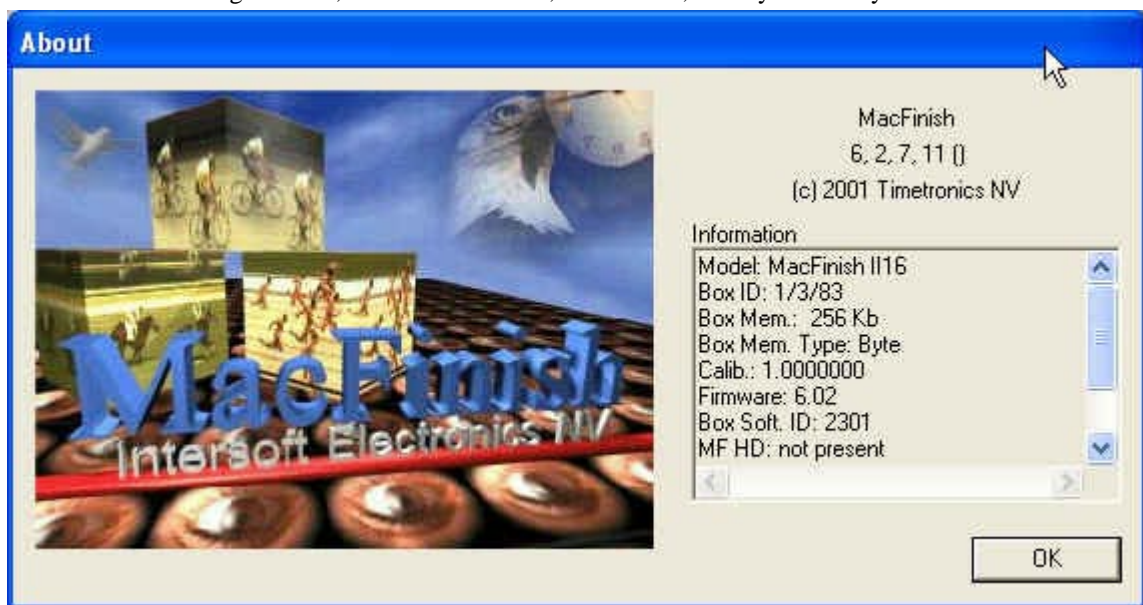 About
MacFinish
Intersoft Electronics NV
MacFinish
6, 2, 7, 11 ()
(c) 2001 Timetronics NV
Information
Model: MacFinish II16
Box ID: 1/3/83
Box Mem.:  256 Kb
Box Mem. Type: Byte
Calib.: 1.0000000
Firmware: 6.02
Box Soft. ID: 2301
MF HD: not present
OK